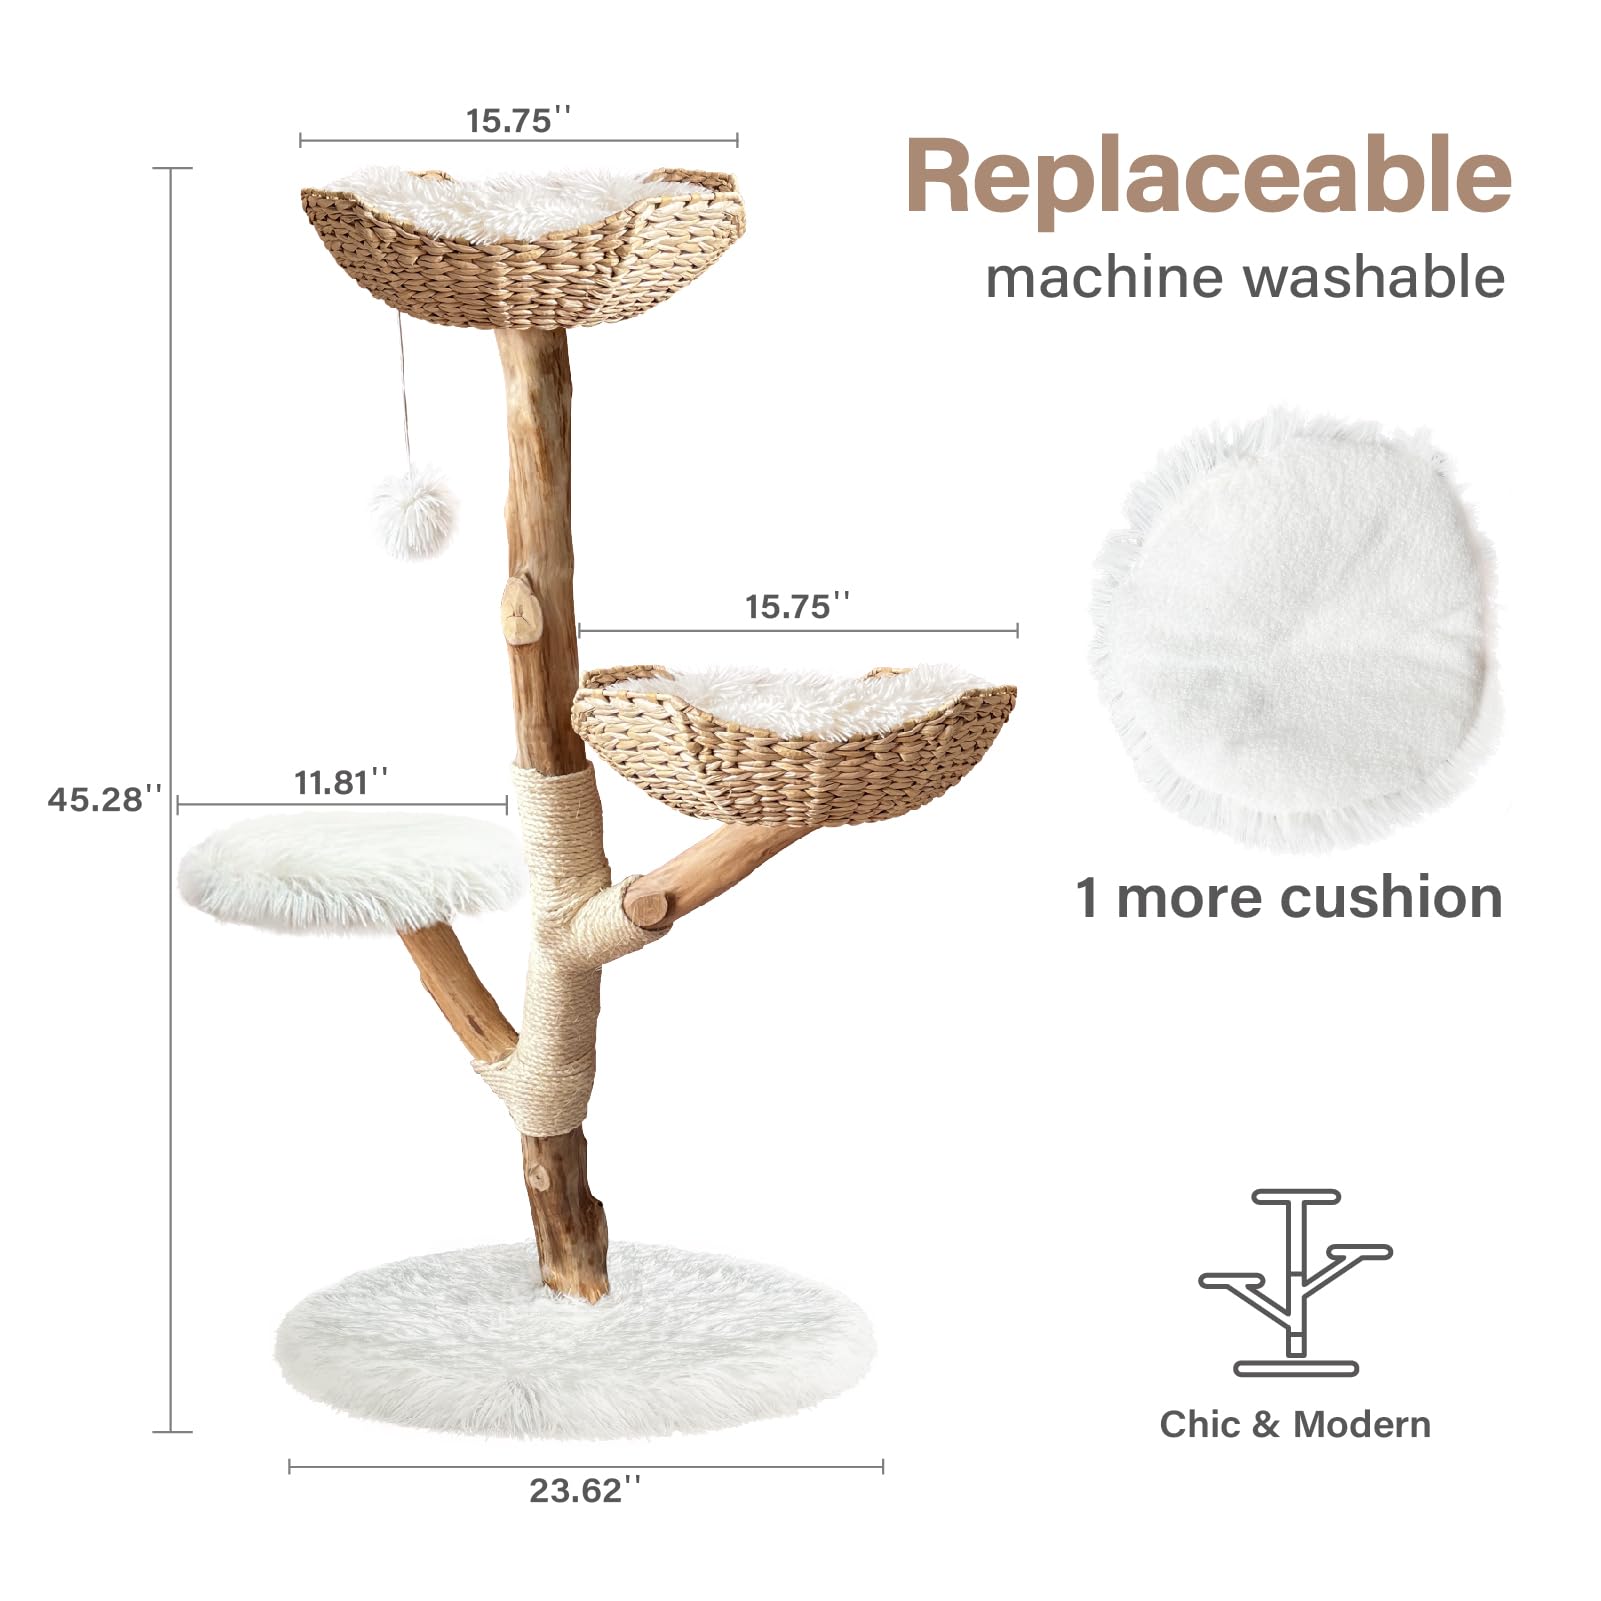 15.75''
Replaceable
machine washable
15.75''
11.81''
45.28''
1 more cushion
Chic & Modern
23.62''